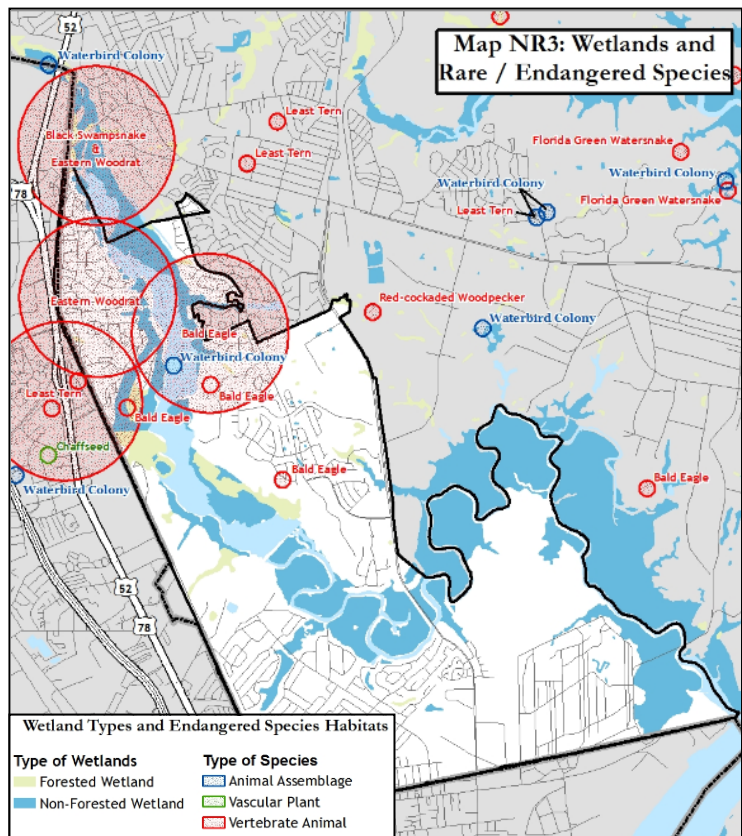 52
Waterbird Colony
Map NR3: Wetlands and
Rare / Endangered Species
Least Tern
Black Swampsnake
&
Eastern Woodrat
Florida Green Watersnake
Least Tern
78
Waterbird Colony
Waterbird Colony
Florida Green Watersnake
Least Tern
Eastern Woodrat
Red-cockaded Woodpecker
Waterbird Colony
Bald Eagle
Waterbird Colony
Least Tern
Bald Eagle
Bald Eagle
Chaffseed
Bald Eagle
Bald Eagle
Waterbird Colony
52
78
Wetland Types and Endangered Species Habitats
Type of Wetlands
Forested Wetland
Non-Forested Wetland
Type of Species
Animal Assemblage
Vascular Plant
Vertebrate Animal